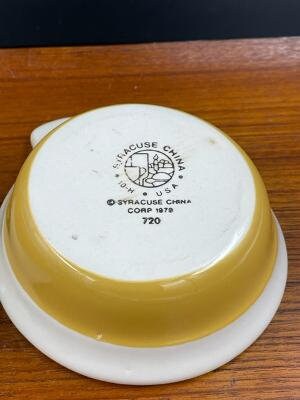 SYRACUSE CHINA
• 10-H • USA •
© SYRACUSE CHINA
CORP 1979
720